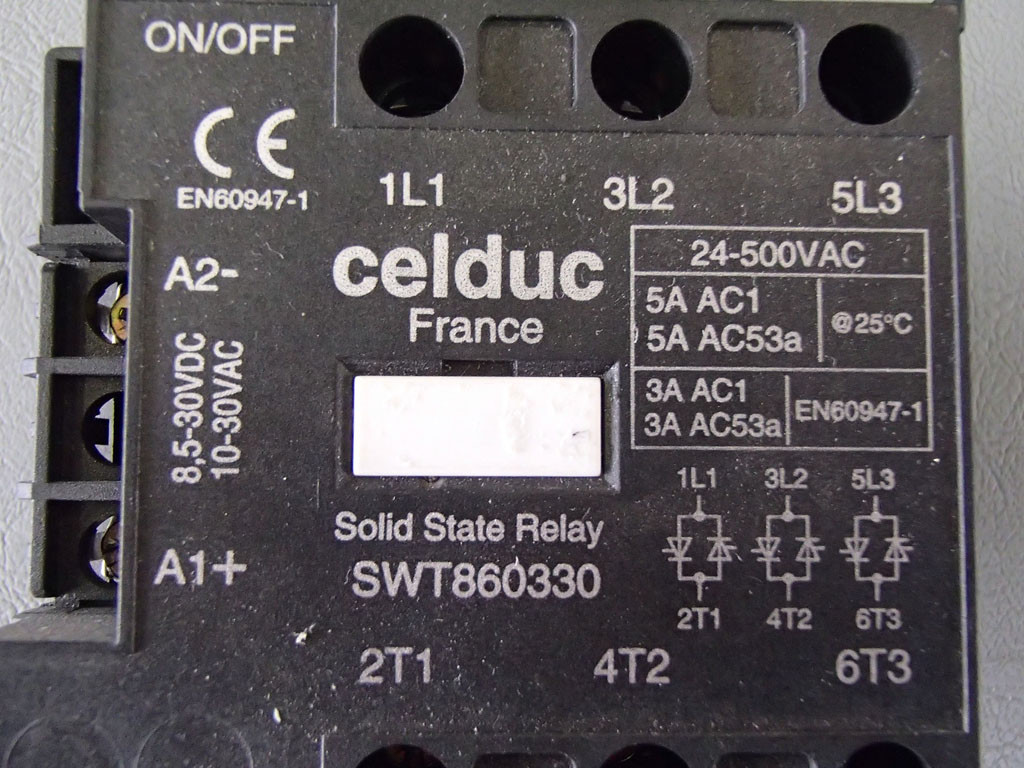 ON/OFF
CE
EN60947-1
1L1 3L2 5L3
A2-
8,5-30VDC
10-30VAC
A1+
celduc
France
24-500VAC
5A AC1
5A AC53a
@25°C
3A AC1
3A AC53a
EN60947-1
Solid State Relay
SWT860330
1L1 3L2 5L3
2T1 4T2 6T3
2T1 4T2 6T3